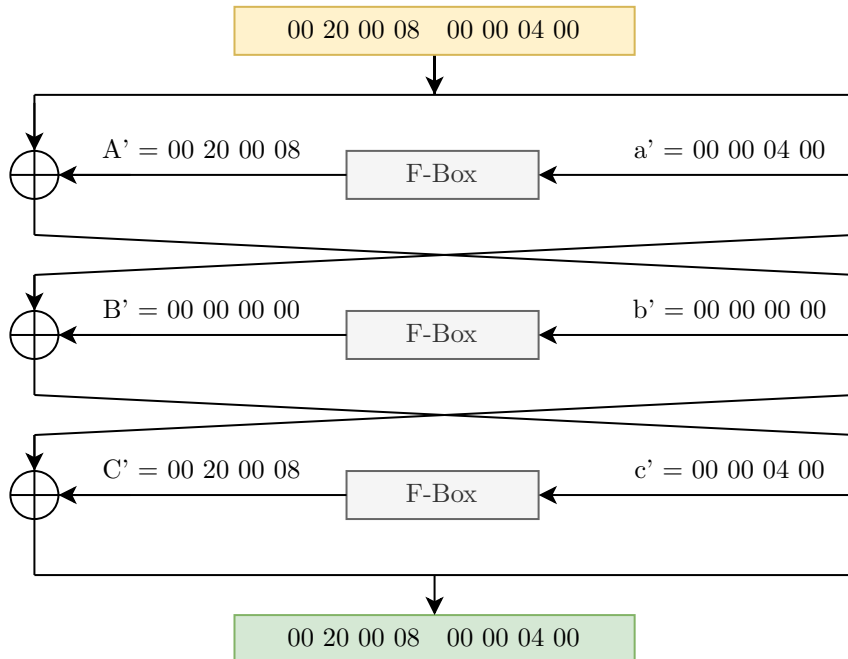 00 20 00 08 00 00 04 00
A' = 00 20 00 08 F-Box a' = 00 00 04 00
B' = 00 00 00 00 F-Box b' = 00 00 00 00
C' = 00 20 00 08 F-Box c' = 00 00 04 00
00 20 00 08 00 00 04 00